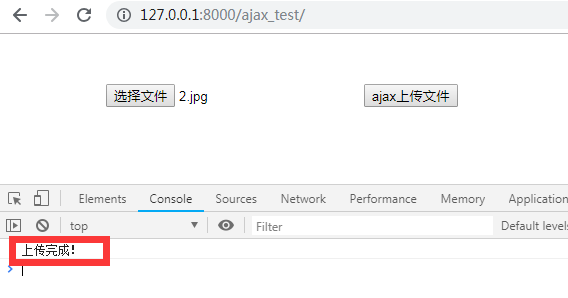 127.0.0.1:8000/ajax_test/
选择文件 2.jpg ajax上传文件
Elements Console Sources Network Performance Memory Application
top Filter Default levels
上传完成!